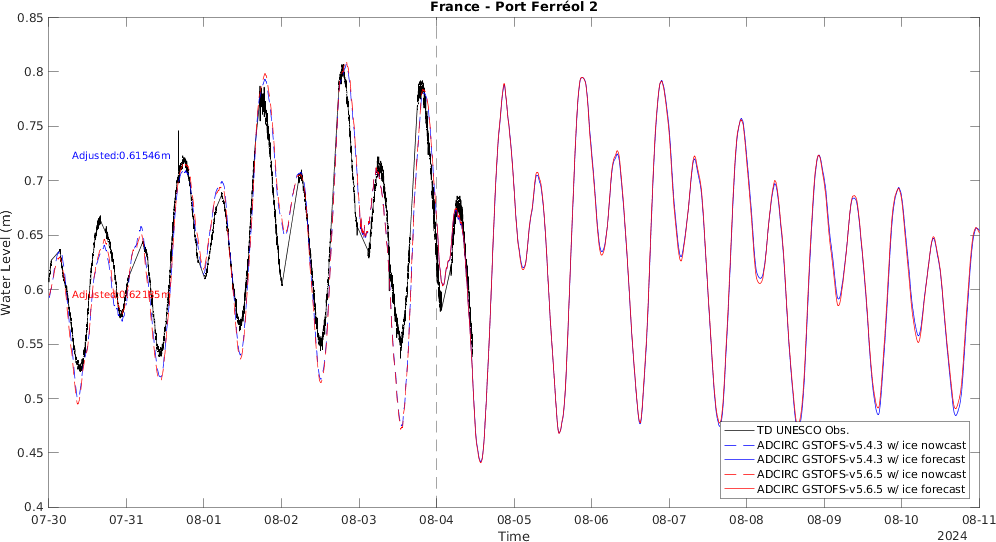 France - Port Ferréol 2
Water Level (m)
0.85
0.8
0.75
0.7
0.65
0.6
0.55
0.5
0.45
0.4
Adjusted:0.61546m
Adjusted:0.62105m
TD UNESCO Obs.
ADCIRC GSTOFS-v5.4.3 w/ ice nowcast
ADCIRC GSTOFS-v5.4.3 w/ ice forecast
ADCIRC GSTOFS-v5.6.5 w/ ice nowcast
ADCIRC GSTOFS-v5.6.5 w/ ice forecast
07-30 07-31 08-01 08-02 08-03 08-04 08-05 08-06 08-07 08-08 08-09 08-10 08-11
Time
2024